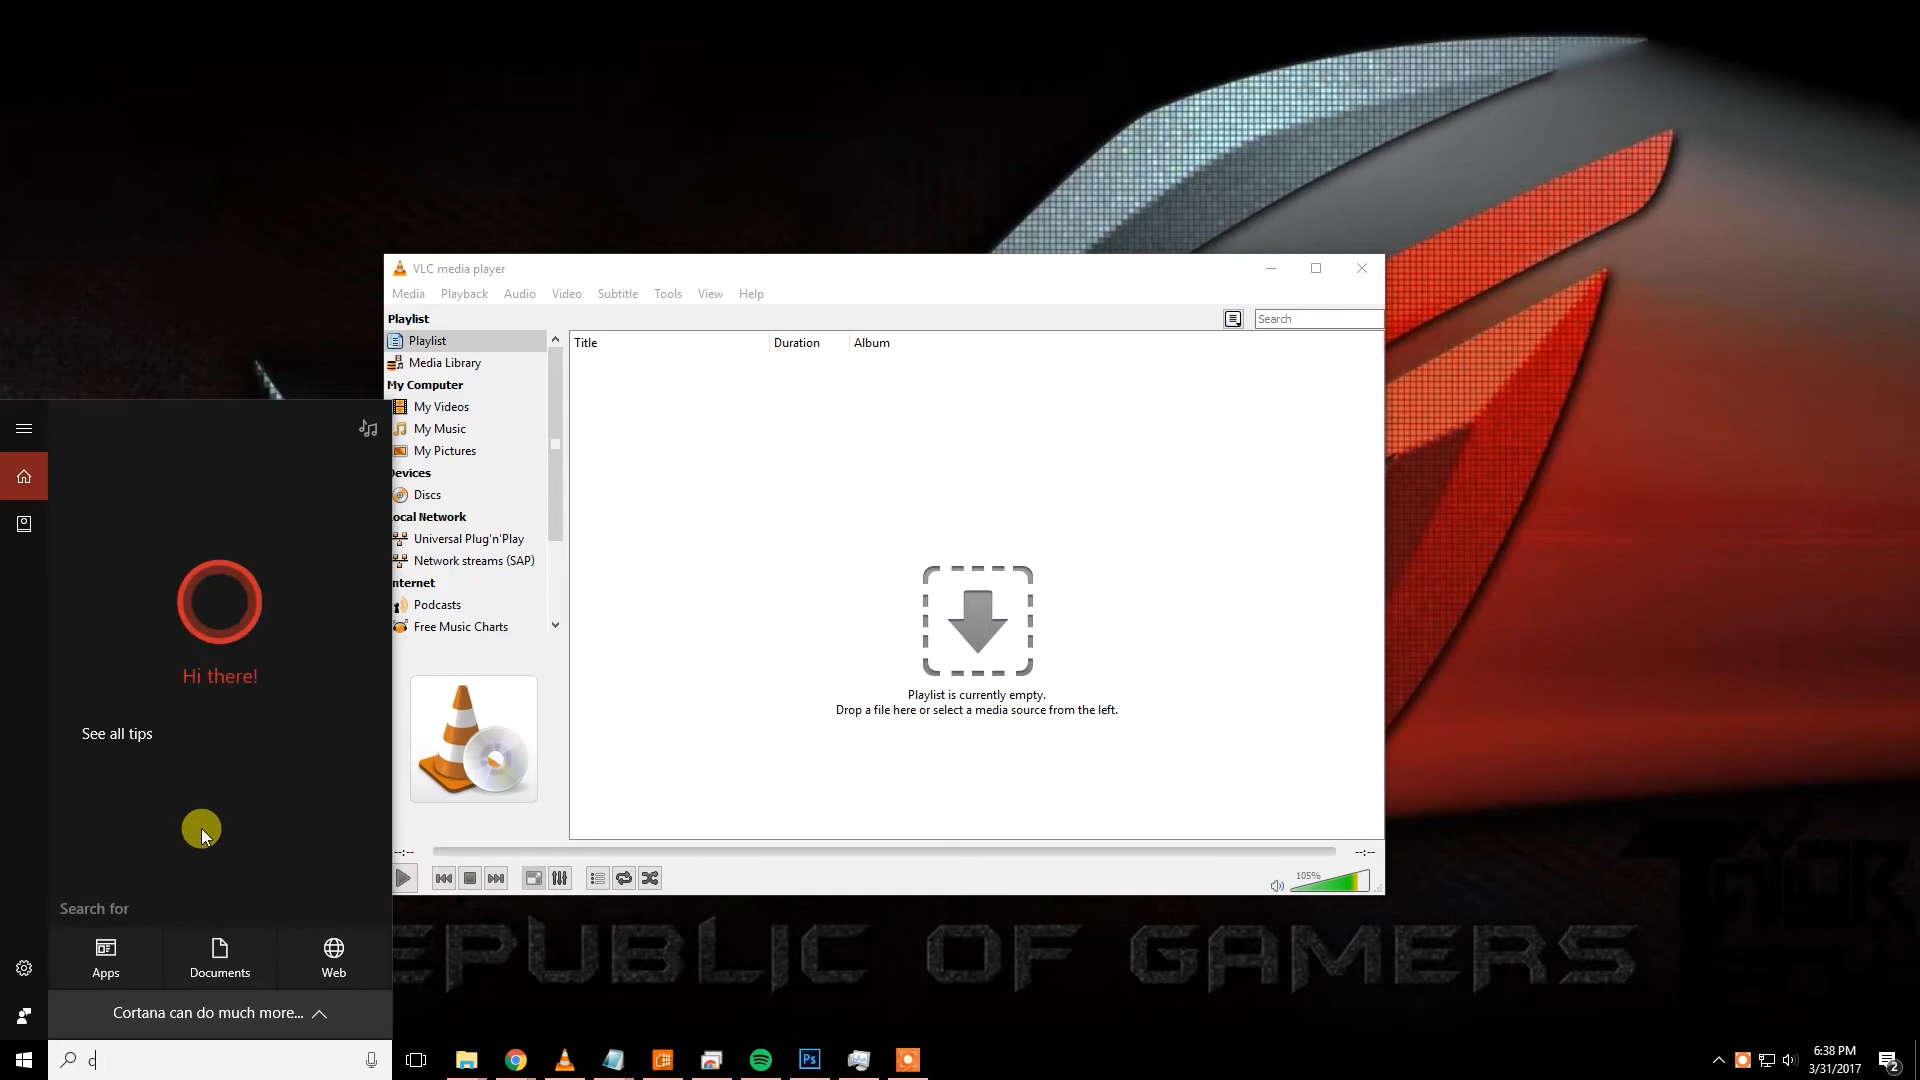 VLC media player
Media Playback Audio Video Subtitle Tools View Help
Playlist
Search
Playlist
Title Duration Album
Media Library
My Computer
My Videos
My Music
My Pictures
Devices
Discs
ocal Network
Universal Plug'n'Play
Network streams (SAP)
nternet
Podcasts
Free Music Charts
Playlist is currently empty.
Drop a file here or select a media source from the left.
--:--
--:--
105%
Hi there!
See all tips
Search for
Apps Documents Web
Cortana can do much more...
c
EPUBLIC OF GAMERS
Ps
6:38 PM
3/31/2017
2